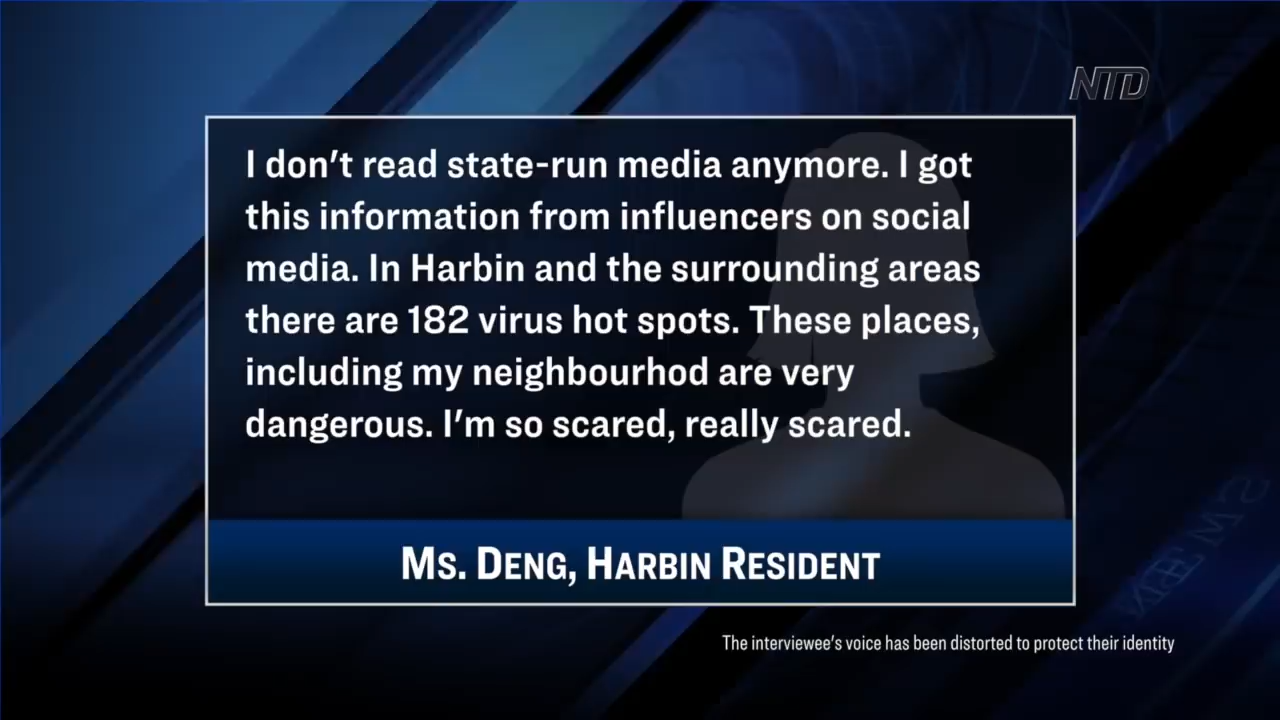 NTD
I don't read state-run media anymore. I got
this information from influencers on social
media. In Harbin and the surrounding areas
there are 182 virus hot spots. These places,
including my neighbourhod are very
dangerous. I'm so scared, really scared.
MS. DENG, HARBIN RESIDENT
The interviewee's voice has been distorted to protect their identity